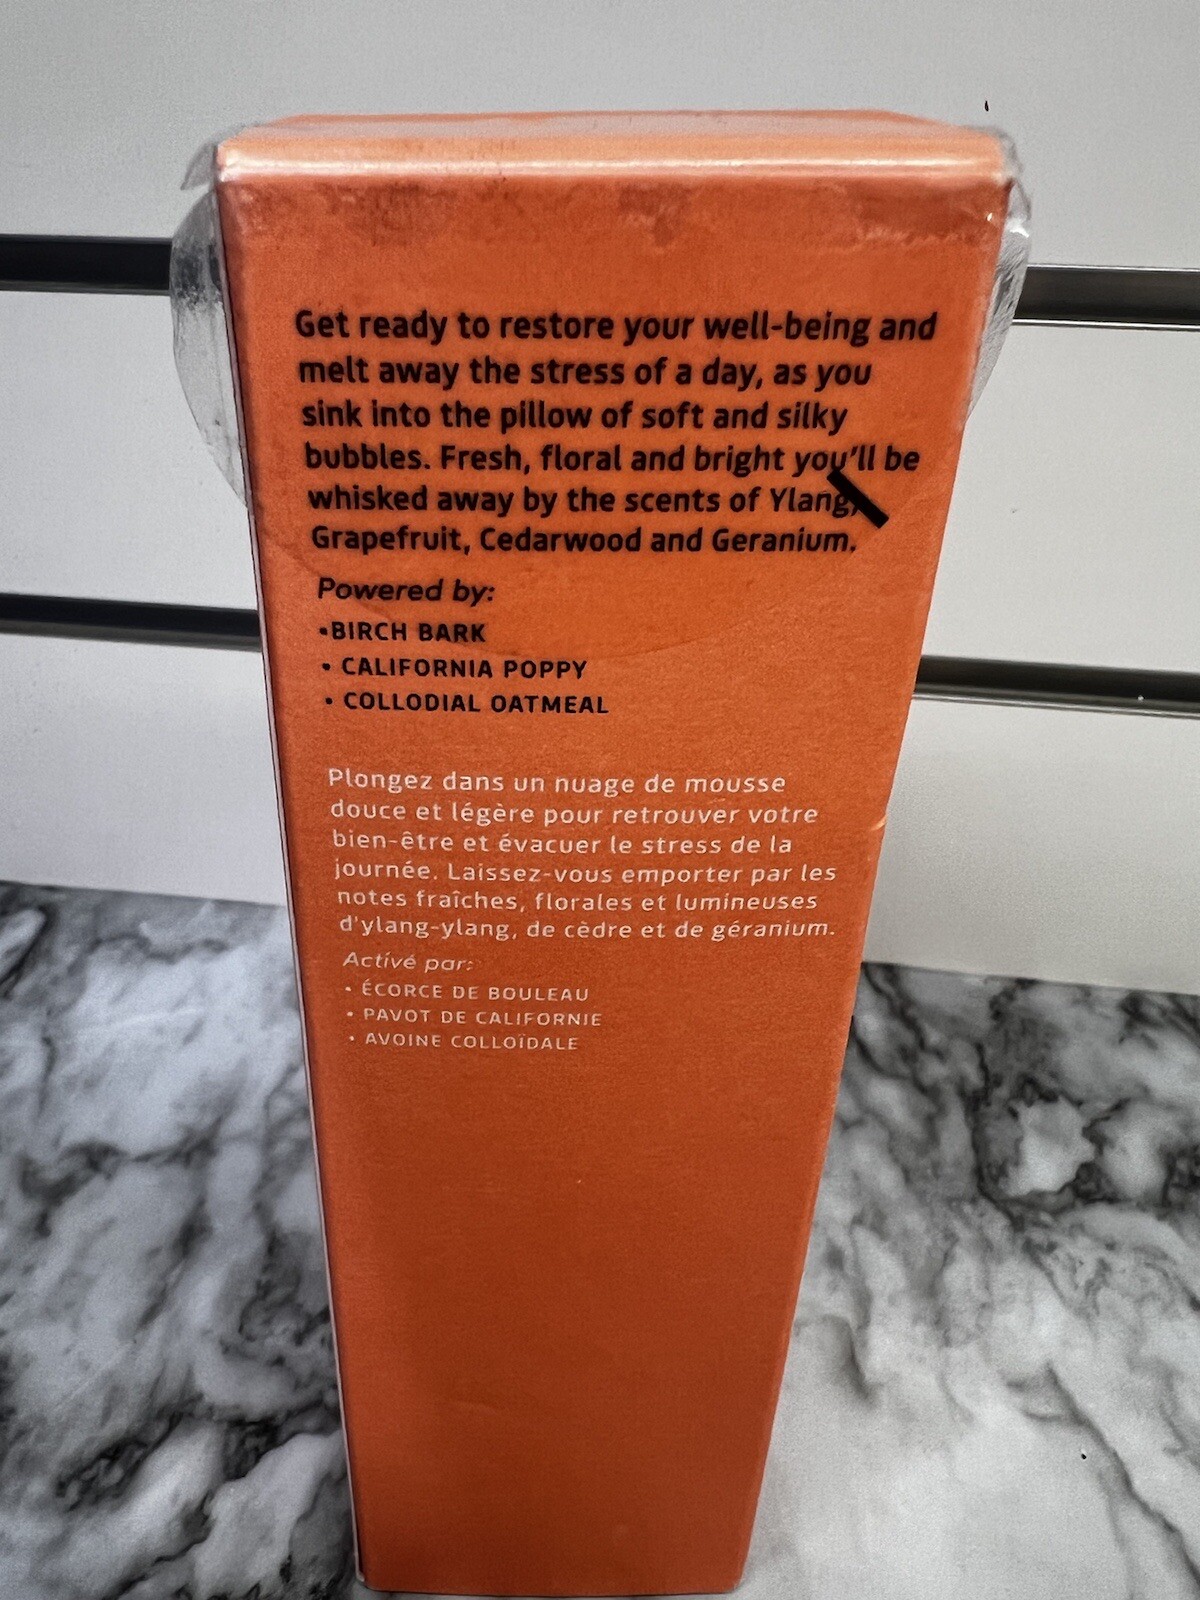 Get ready to restore your well-being and
melt away the stress of a day, as you
sink into the pillow of soft and silky
bubbles. Fresh, floral and bright you'll be
whisked away by the scents of Ylang,
Grapefruit, Cedarwood and Geranium.
Powered by:
•BIRCH BARK
• CALIFORNIA POPPY
• COLLODIAL OATMEAL
Plongez dans un nuage de mousse
douce et légère pour retrouver votre
bien-être et évacuer le stress de la
journée. Laissez-vous emporter par les
notes fraîches, florales et lumineuses
d'ylang-ylang, de cèdre et de géranium.
Activé par:
• ÉCORCE DE BOULEAU
• PAVOT DE CALIFORNIE
• AVOINE COLLOÏDALE